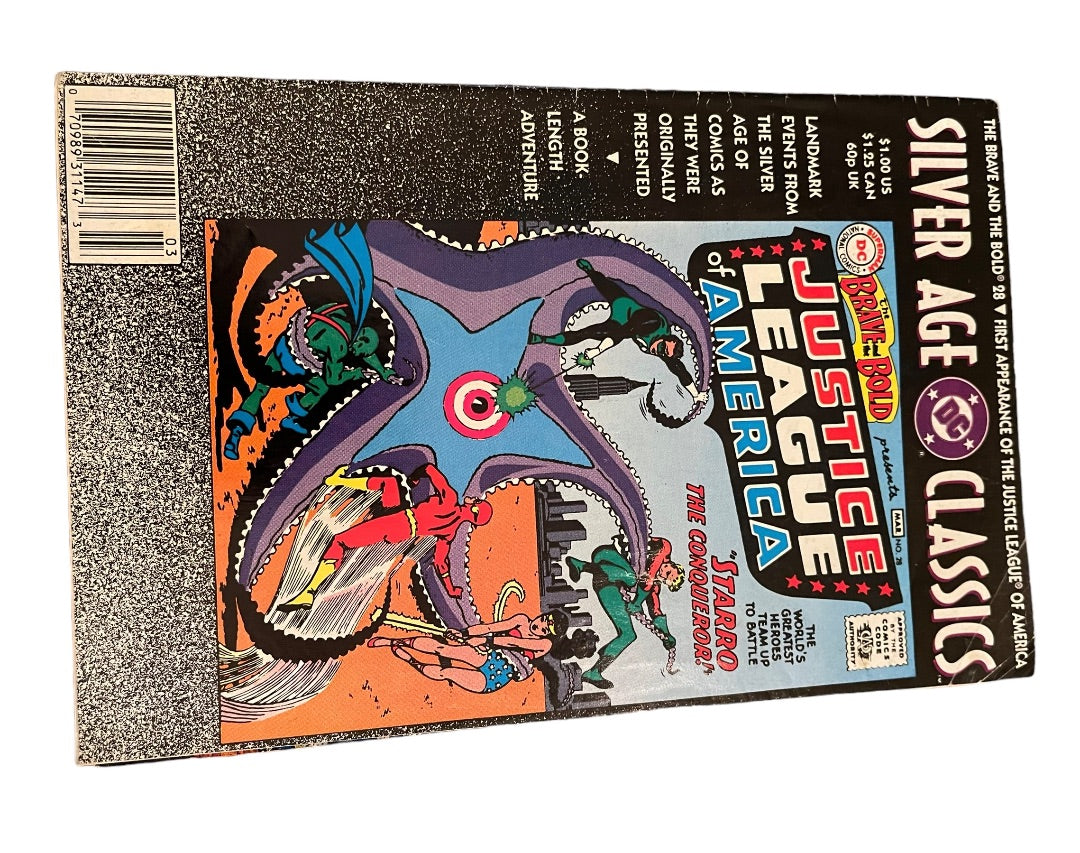 THE BRAVE AND THE BOLD® 28 ▼ FIRST APPEARANCE OF THE JUSTICE LEAGUE® OF AMERICA
SILVER AGE DC CLASSICS
$1.00 US
$1.25 CAN
60p UK
LANDMARK
EVENTS FROM
THE SILVER
AGE OF
COMICS AS
THEY WERE
ORIGINALLY
PRESENTED
▼
A BOOK-
LENGTH
ADVENTURE
SUPERMAN
DC
NATIONAL COMICS
the
BRAVE and
the BOLD
presents
MAR NO. 28
JUSTICE
LEAGUE
of AMERICA
APPROVED
BY THE
COMICS
CODE
AUTHORITY
THE
WORLD'S
GREATEST
HEROES
TEAM UP
TO BATTLE
"STARRO
THE CONQUEROR!"
0 70989 31147 3
03